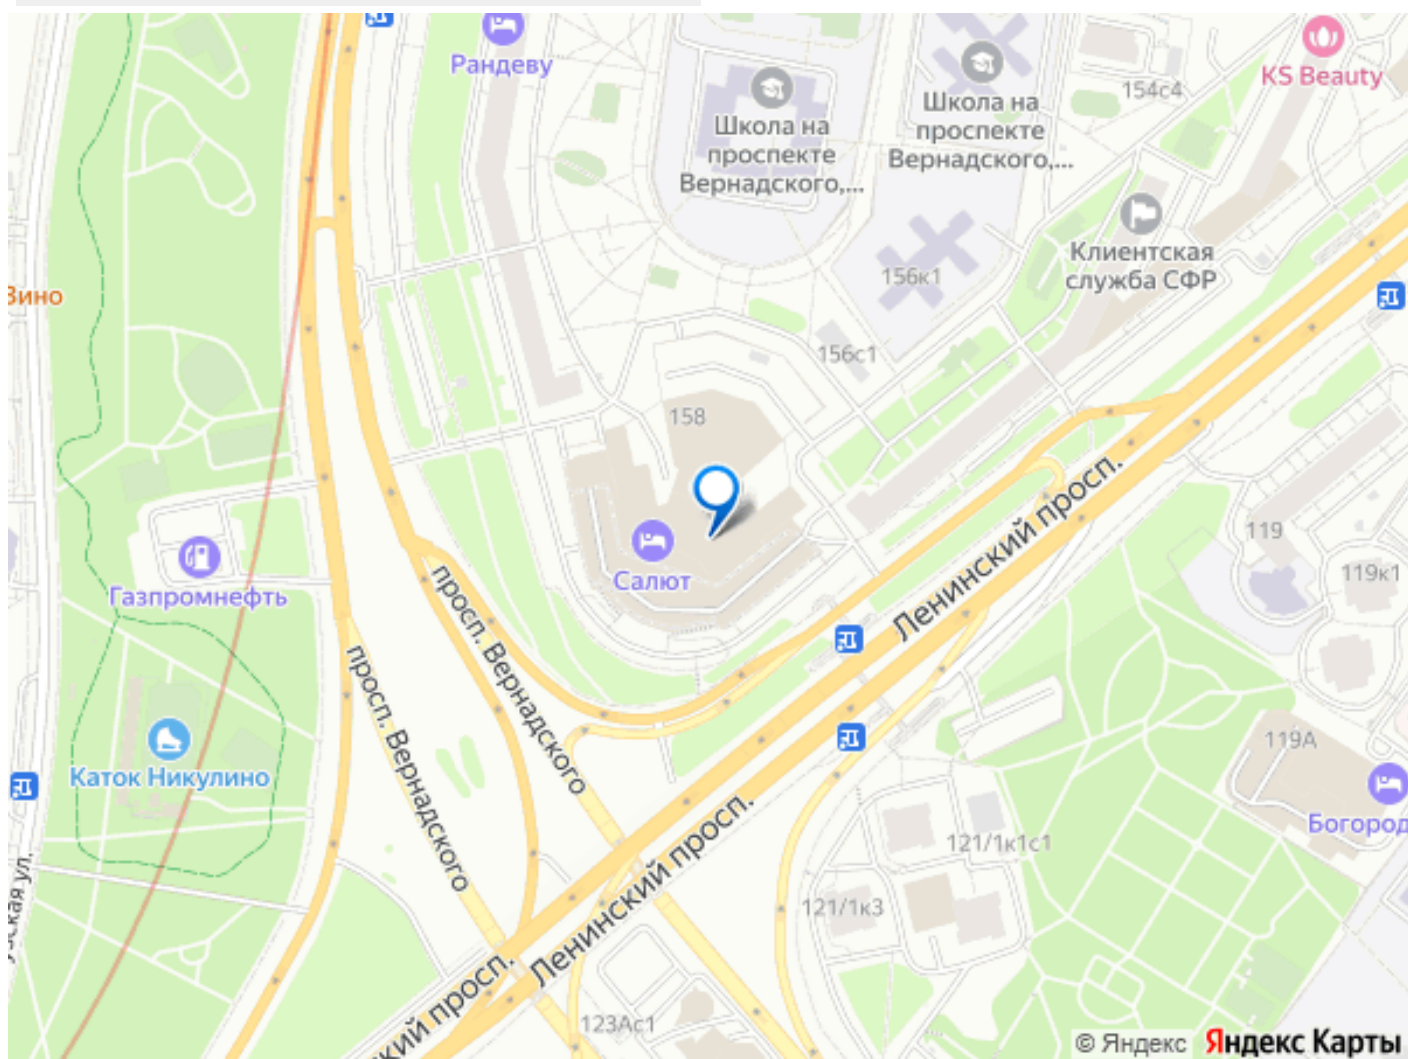 Рандеву
Школа на
проспекте
Вернадского,...
Школа на
проспекте
Вернадского,...
154с4
KS Beauty
Клиентская
служба СФР
156к1
156с1
Вино
158
Салют
Газпромнефть
просп. Вернадского
просп. Вернадского
Ленинский просп.
119
119к1
Каток Никулино
119А
Богород
121/1к1с1
121/1к3
Ленинский просп.
123Ас1
просп.
© Яндекс Яндекс Карты